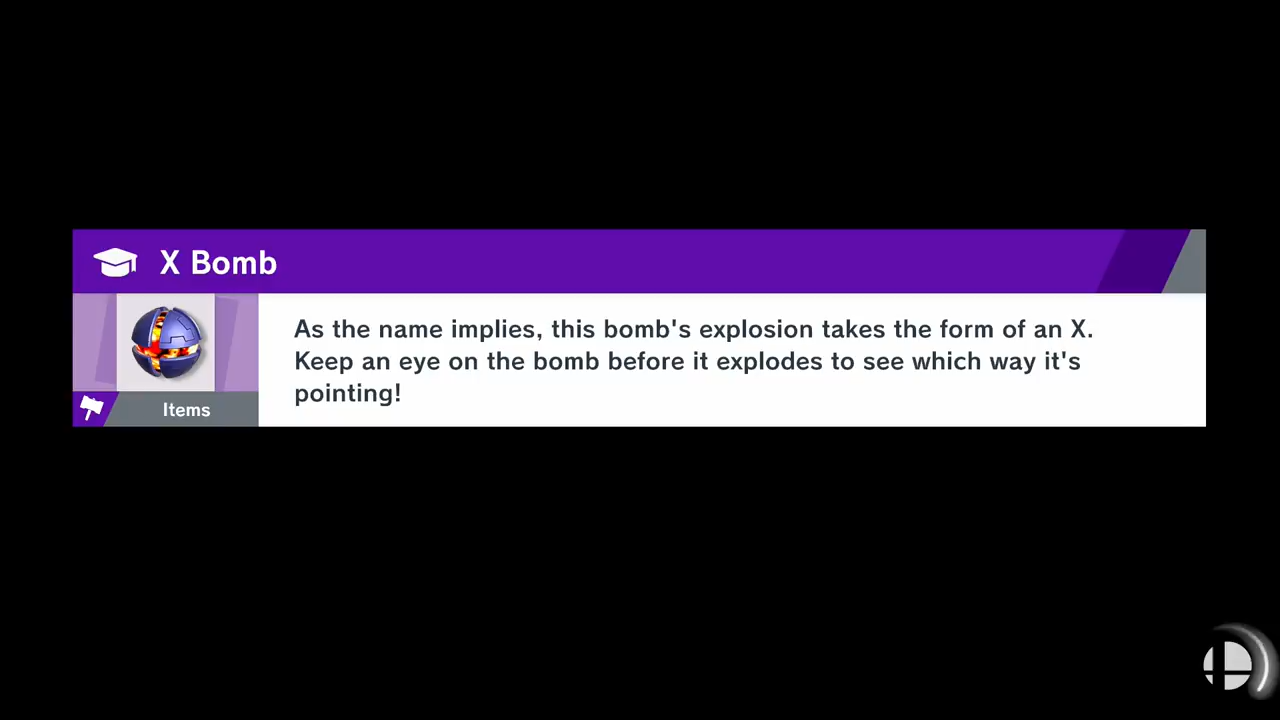 X Bomb
As the name implies, this bomb's explosion takes the form of an X.
Keep an eye on the bomb before it explodes to see which way it's
pointing!
Items